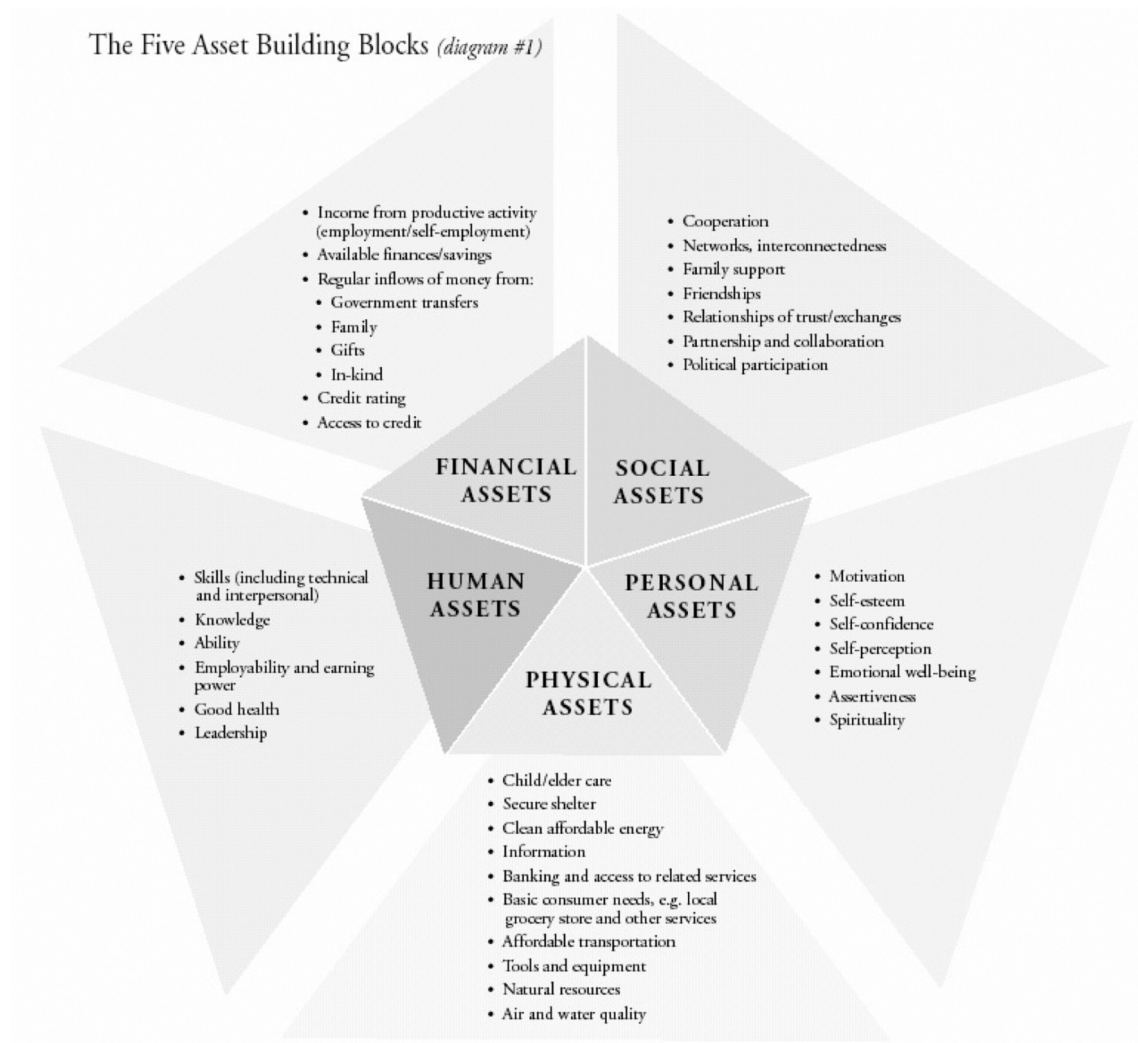 The Five Asset Building Blocks (diagram #1)
• Income from productive activity
(employment/self-employment)
• Available finances/savings
• Regular inflows of money from:
• Government transfers
• Family
• Gifts
• In-kind
• Credit rating
• Access to credit
• Cooperation
• Networks, interconnectedness
• Family support
• Friendships
• Relationships of trust/exchanges
• Partnership and collaboration
• Political participation
FINANCIAL
ASSETS
SOCIAL
ASSETS
• Skills (including technical
and interpersonal)
• Knowledge
• Ability
• Employability and earning
power
• Good health
• Leadership
HUMAN
ASSETS
PERSONAL
ASSETS
• Motivation
• Self-esteem
• Self-confidence
• Self-perception
• Emotional well-being
• Assertiveness
• Spirituality
PHYSICAL
ASSETS
• Child/elder care
• Secure shelter
• Clean affordable energy
• Information
• Banking and access to related services
• Basic consumer needs, e.g. local
grocery store and other services
• Affordable transportation
• Tools and equipment
• Natural resources
• Air and water quality